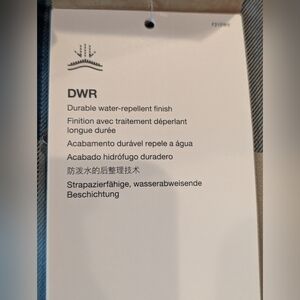 DWR
Durable water-repellent finish
Finition avec traitement déperlant
longue durée
Acabamento durável repele a água
Acabado hidrófugo duradero
防泼水的后整理技术
Strapazierfähige, wasserabweisende
Beschichtung